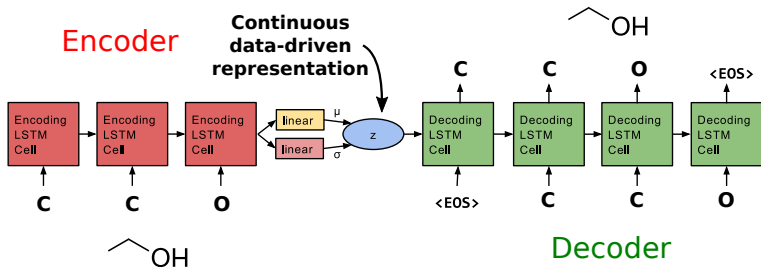 Encoder
Continuous
data-driven
representation
OH
C
C
O
<EOS>
Encoding
LSTM
Cell
Encoding
LSTM
Cell
Encoding
LSTM
Cell
linear
μ
linear
σ
z
Decoding
LSTM
Cell
Decoding
LSTM
Cell
Decoding
LSTM
Cell
Decoding
LSTM
Cell
C
C
O
<EOS>
C
C
O
OH
Decoder